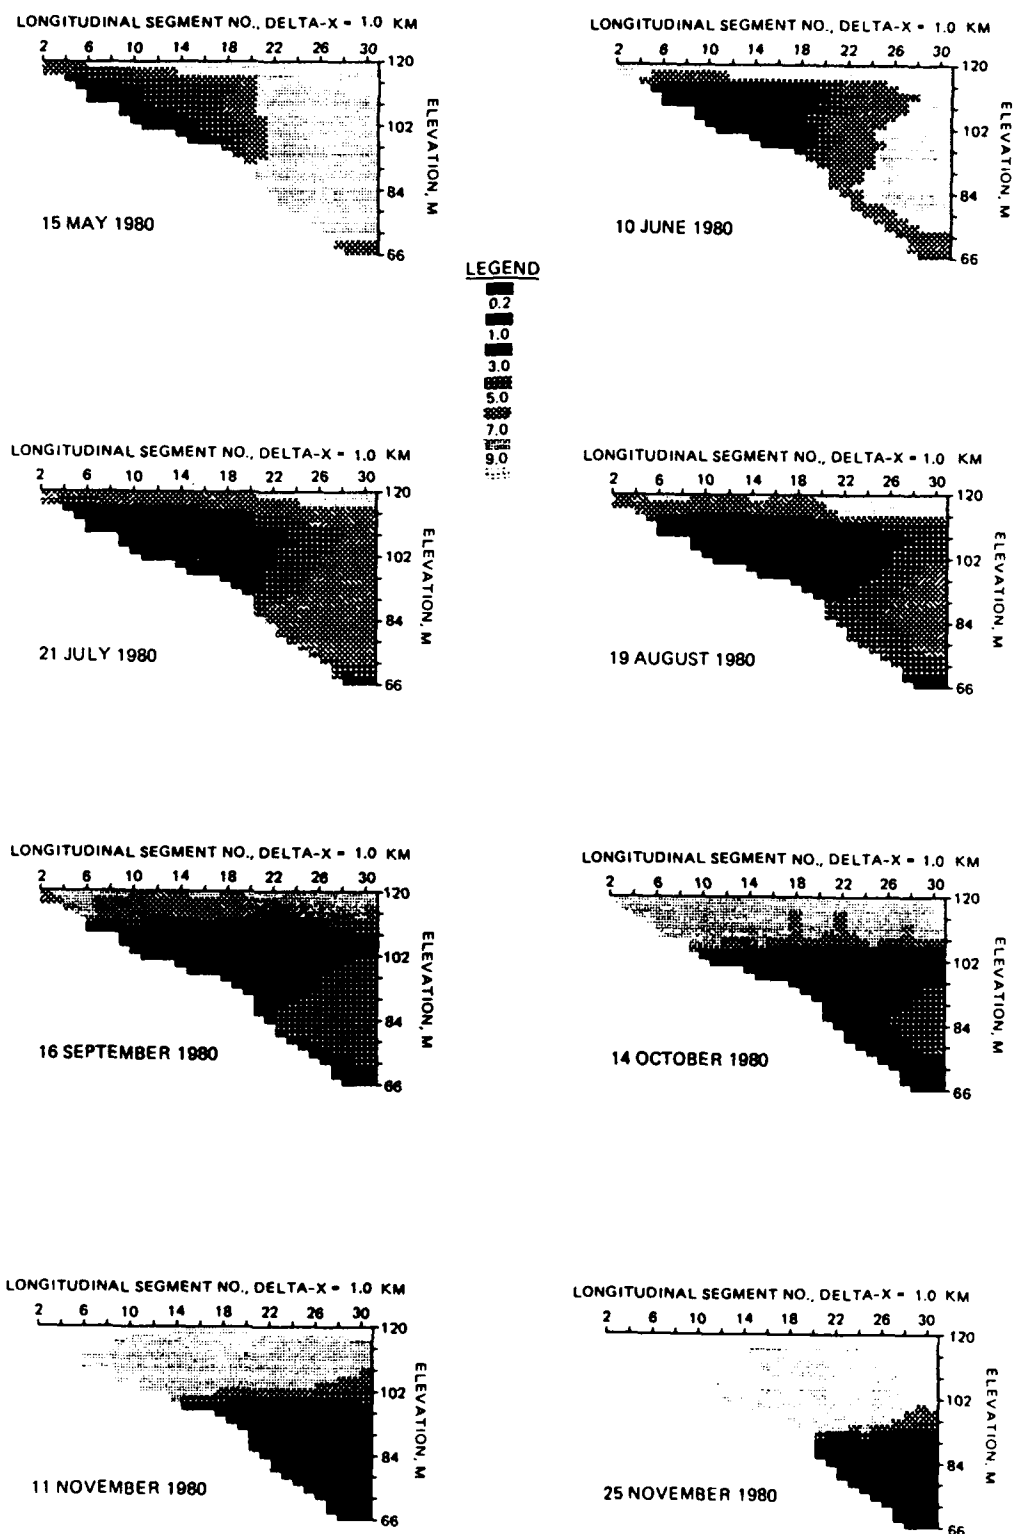 LONGITUDINAL SEGMENT NO., DELTA-X = 1.0 KM
2 6 10 14 18 22 26 30
120
102
84
66
ELEVATION, M
15 MAY 1980
LONGITUDINAL SEGMENT NO., DELTA-X = 1.0 KM
2 6 10 14 18 22 26 30
120
102
84
66
ELEVATION, M
10 JUNE 1980
LEGEND
0.2
1.0
3.0
5.0
7.0
9.0
LONGITUDINAL SEGMENT NO., DELTA-X = 1.0 KM
2 6 10 14 18 22 26 30
120
102
84
66
ELEVATION, M
21 JULY 1980
LONGITUDINAL SEGMENT NO., DELTA-X = 1.0 KM
2 6 10 14 18 22 26 30
120
102
84
66
ELEVATION, M
19 AUGUST 1980
LONGITUDINAL SEGMENT NO., DELTA-X = 1.0 KM
2 6 10 14 18 22 26 30
120
102
84
66
ELEVATION, M
16 SEPTEMBER 1980
LONGITUDINAL SEGMENT NO., DELTA-X = 1.0 KM
2 6 10 14 18 22 26 30
120
102
84
66
ELEVATION, M
14 OCTOBER 1980
LONGITUDINAL SEGMENT NO., DELTA-X = 1.0 KM
2 6 10 14 18 22 26 30
120
102
84
66
ELEVATION, M
11 NOVEMBER 1980
LONGITUDINAL SEGMENT NO., DELTA-X = 1.0 KM
2 6 10 14 18 22 26 30
120
102
84
66
ELEVATION, M
25 NOVEMBER 1980